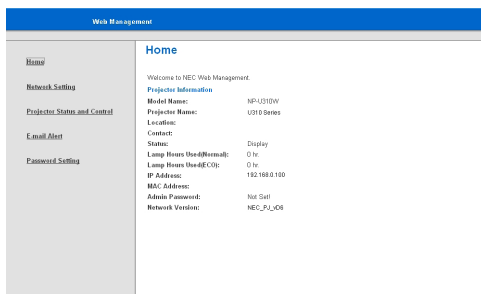 Web Management
Home
Home
Network Setting
Projector Status and Control
E-mail Alert
Password Setting
Welcome to NEC Web Management.
Projector Information
Model Name: NP-U310W
Projector Name: U310 Series
Location:
Contact:
Status: Display
Lamp Hours Used(Normal): 0 hr.
Lamp Hours Used(ECO): 0 hr.
IP Address: 192.168.0.100
MAC Address:
Admin Password: Not Set!
Network Version: NEC_PJ_vD6